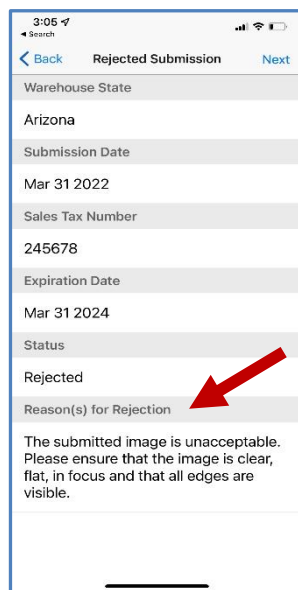 3:05
Search
Back Rejected Submission Next
Warehouse State
Arizona
Submission Date
Mar 31 2022
Sales Tax Number
245678
Expiration Date
Mar 31 2024
Status
Rejected
Reason(s) for Rejection
The submitted image is unacceptable.
Please ensure that the image is clear,
flat, in focus and that all edges are
visible.